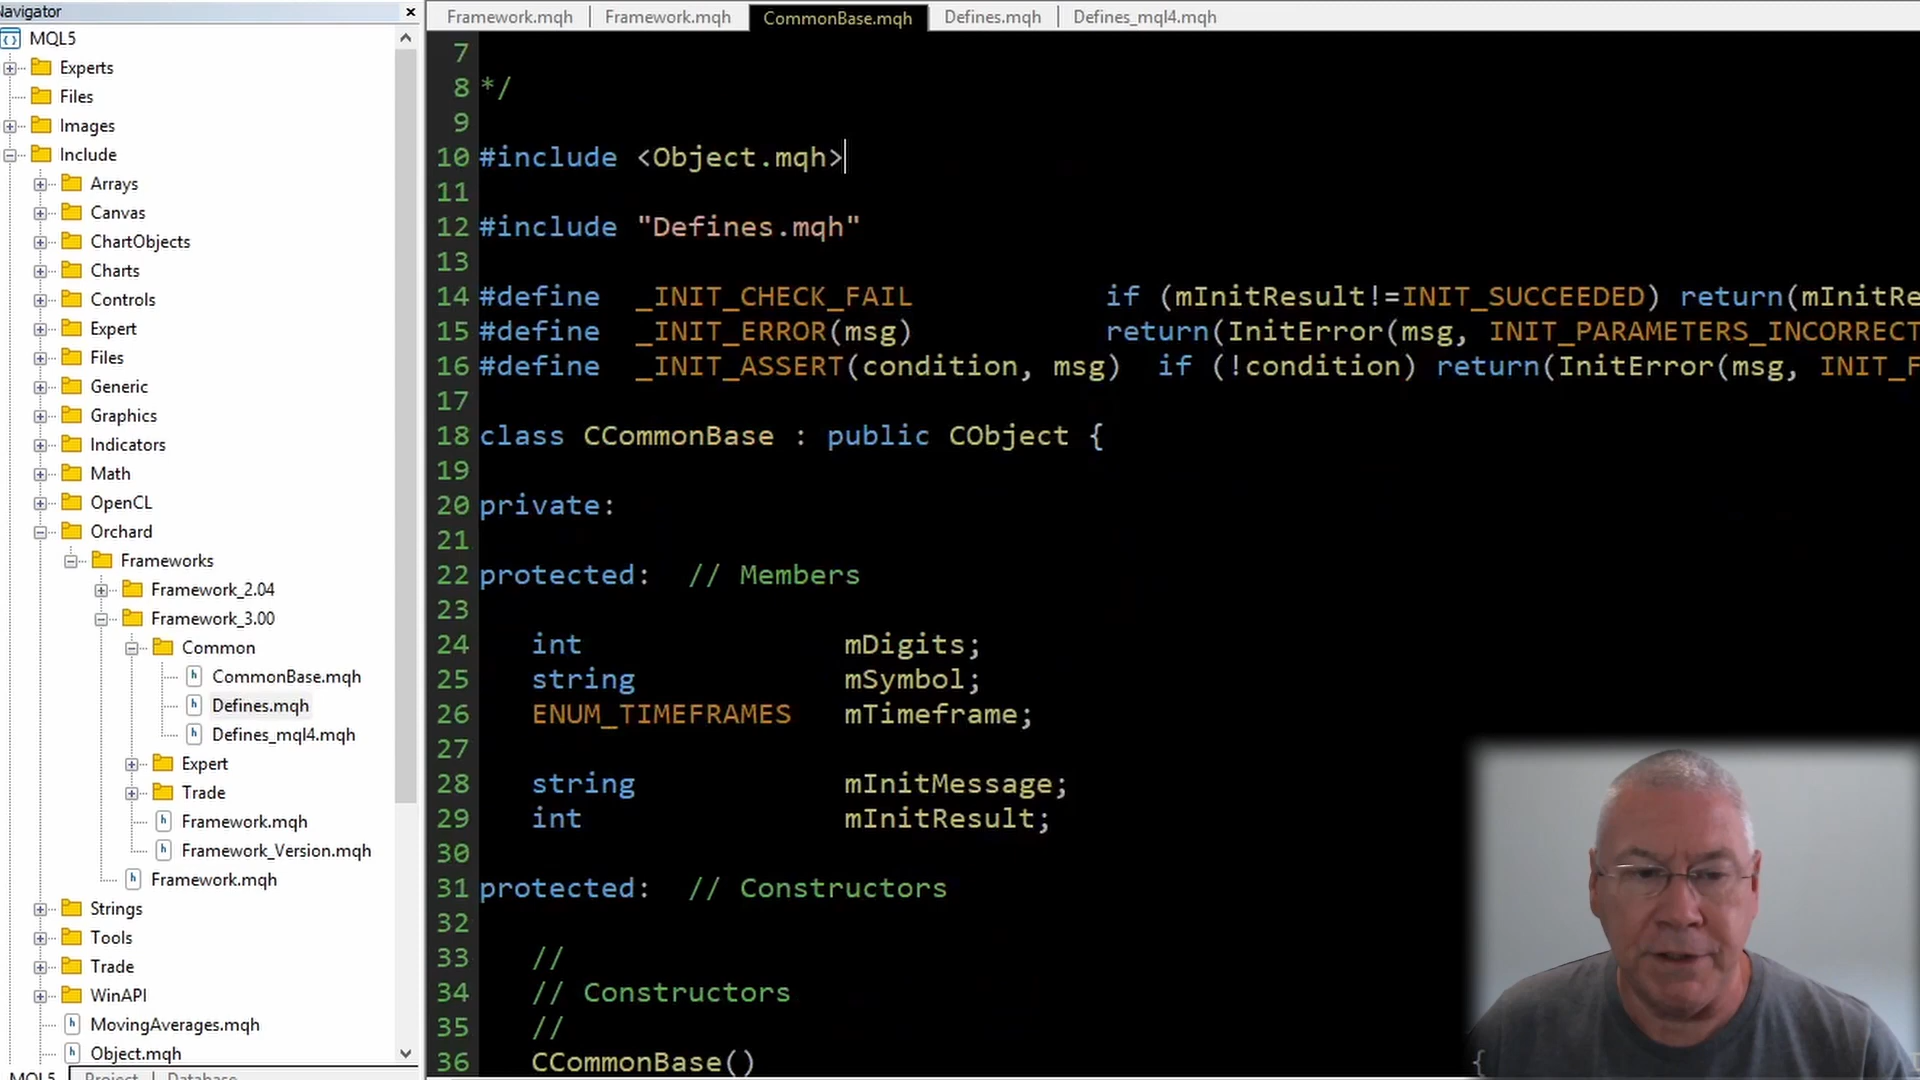 Navigator
MQL5
Experts
Files
Images
Include
Arrays
Canvas
ChartObjects
Charts
Controls
Expert
Files
Generic
Graphics
Indicators
Math
OpenCL
Orchard
Frameworks
Framework_2.04
Framework_3.00
Common
CommonBase.mqh
Defines.mqh
Defines_mql4.mqh
Expert
Trade
Framework.mqh
Framework_Version.mqh
Framework.mqh
Strings
Tools
Trade
WinAPI
MovingAverages.mqh
Object.mqh
MQL5 Project Database
Framework.mqh Framework.mqh CommonBase.mqh Defines.mqh Defines_mql4.mqh
7
8 */
9
10 #include <Object.mqh>
11
12 #include "Defines.mqh"
13
14 #define _INIT_CHECK_FAIL if (mInitResult!=INIT_SUCCEEDED) return(mInitRe
15 #define _INIT_ERROR(msg) return(InitError(msg, INIT_PARAMETERS_INCORRECT
16 #define _INIT_ASSERT(condition, msg) if (!condition) return(InitError(msg, INIT_F
17
18 class CCommonBase : public CObject {
19
20 private:
21
22 protected: // Members
23
24 int mDigits;
25 string mSymbol;
26 ENUM_TIMEFRAMES mTimeframe;
27
28 string mInitMessage;
29 int mInitResult;
30
31 protected: // Constructors
32
33 //
34 // Constructors
35 //
36 CCommonBase() {